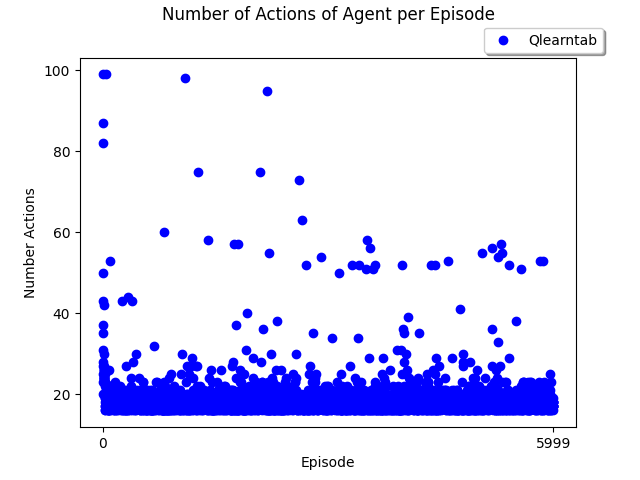 Number of Actions of Agent per Episode
Qlearntab
100
80
60
40
20
Number Actions
0
5999
Episode